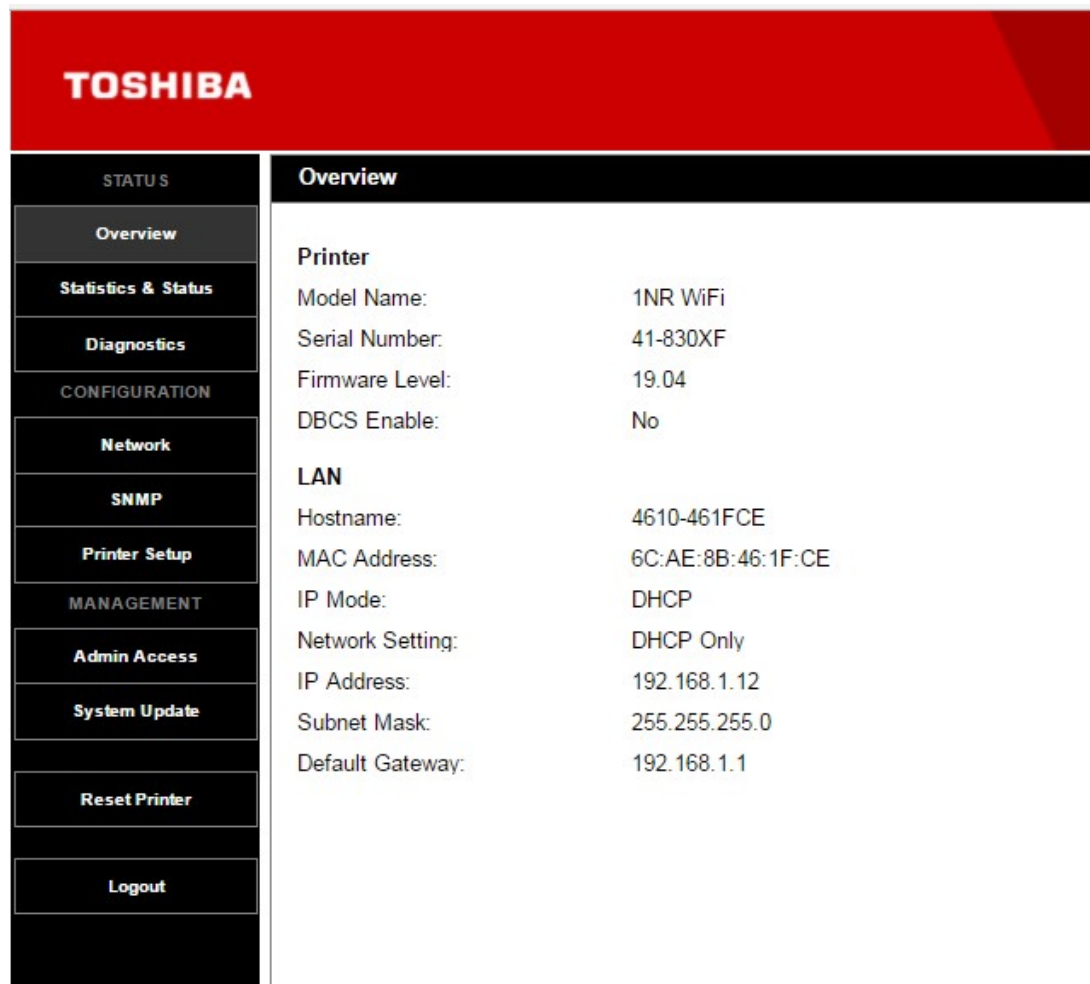 TOSHIBA
STATUS
Overview
Statistics & Status
Diagnostics
CONFIGURATION
Network
SNMP
Printer Setup
MANAGEMENT
Admin Access
System Update
Reset Printer
Logout
Overview
Printer
Model Name: 1NR WiFi
Serial Number: 41-830XF
Firmware Level: 19.04
DBCS Enable: No
LAN
Hostname: 4610-461FCE
MAC Address: 6C:AE:8B:46:1F:CE
IP Mode: DHCP
Network Setting: DHCP Only
IP Address: 192.168.1.12
Subnet Mask: 255.255.255.0
Default Gateway: 192.168.1.1